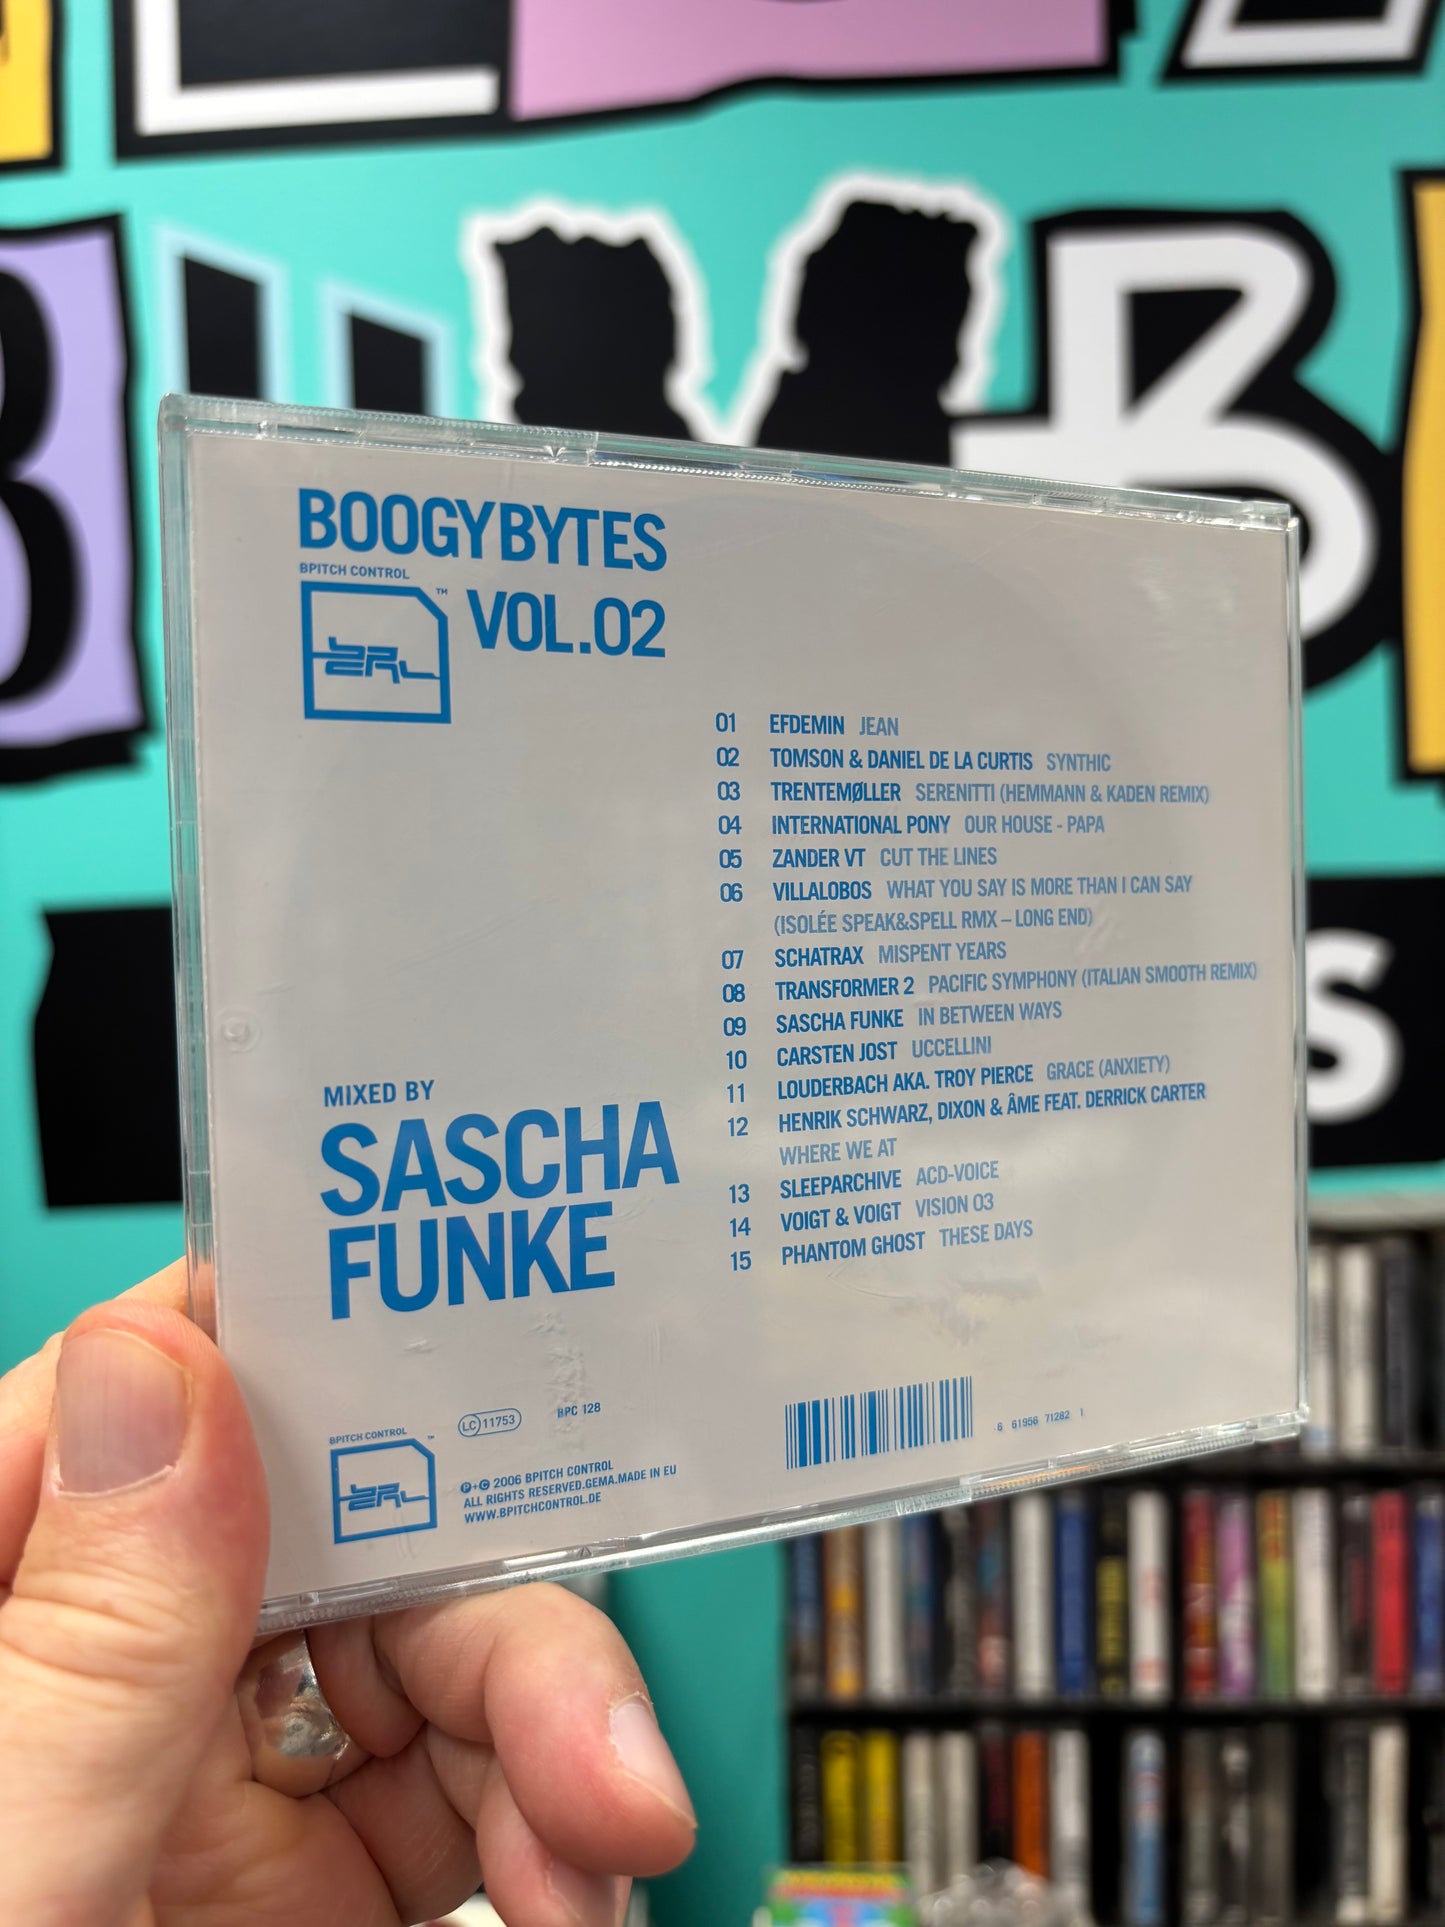 BOOGYBYTES
BPITCH CONTROL
TM
VOL.02
01 EFDEMIN JEAN
02 TOMSON & DANIEL DE LA CURTIS SYNTHIC
03 TRENTEMØLLER SERENITTI (HEMMANN & KADEN REMIX)
04 INTERNATIONAL PONY OUR HOUSE - PAPA
05 ZANDER VT CUT THE LINES
06 VILLALOBOS WHAT YOU SAY IS MORE THAN I CAN SAY
(ISOLÉE SPEAK&SPELL RMX – LONG END)
07 SCHATRAX MISPENT YEARS
08 TRANSFORMER 2 PACIFIC SYMPHONY (ITALIAN SMOOTH REMIX)
09 SASCHA FUNKE IN BETWEEN WAYS
10 CARSTEN JOST UCCELLINI
11 LOUDERBACH AKA. TROY PIERCE GRACE (ANXIETY)
12 HENRIK SCHWARZ, DIXON & ÂME FEAT. DERRICK CARTER
WHERE WE AT
13 SLEEPARCHIVE ACD-VOICE
14 VOIGT & VOIGT VISION 03
15 PHANTOM GHOST THESE DAYS
MIXED BY
SASCHA
FUNKE
LC 11753
BPC 128
BPITCH CONTROL
℗+© 2006 BPITCH CONTROL
ALL RIGHTS RESERVED.GEMA.MADE IN EU
WWW.BPITCHCONTROL.DE
6 61956 71282 1